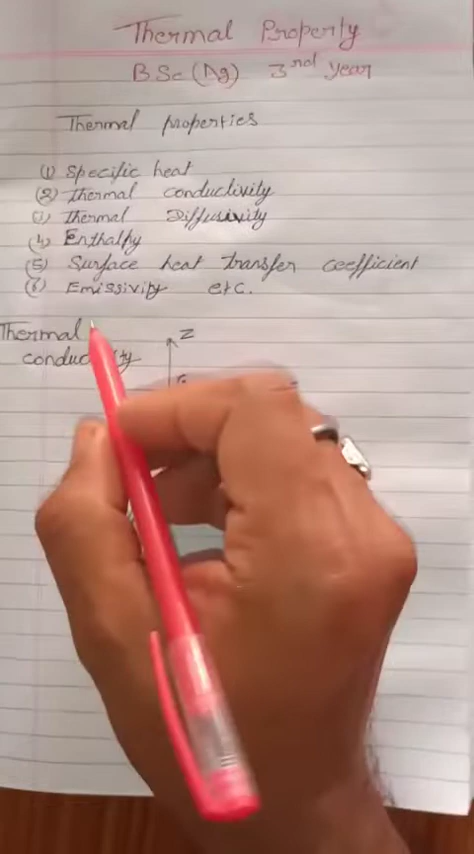 Thermal Property
BSc (Ag) 3rd year
Thermal properties
(1) Specific heat
(2) Thermal conductivity
(3) Thermal Diffusivity
(4) Enthalpy
(5) Surface heat transfer coefficient
(6) Emissivity etc.
Thermal
conductivity
Z